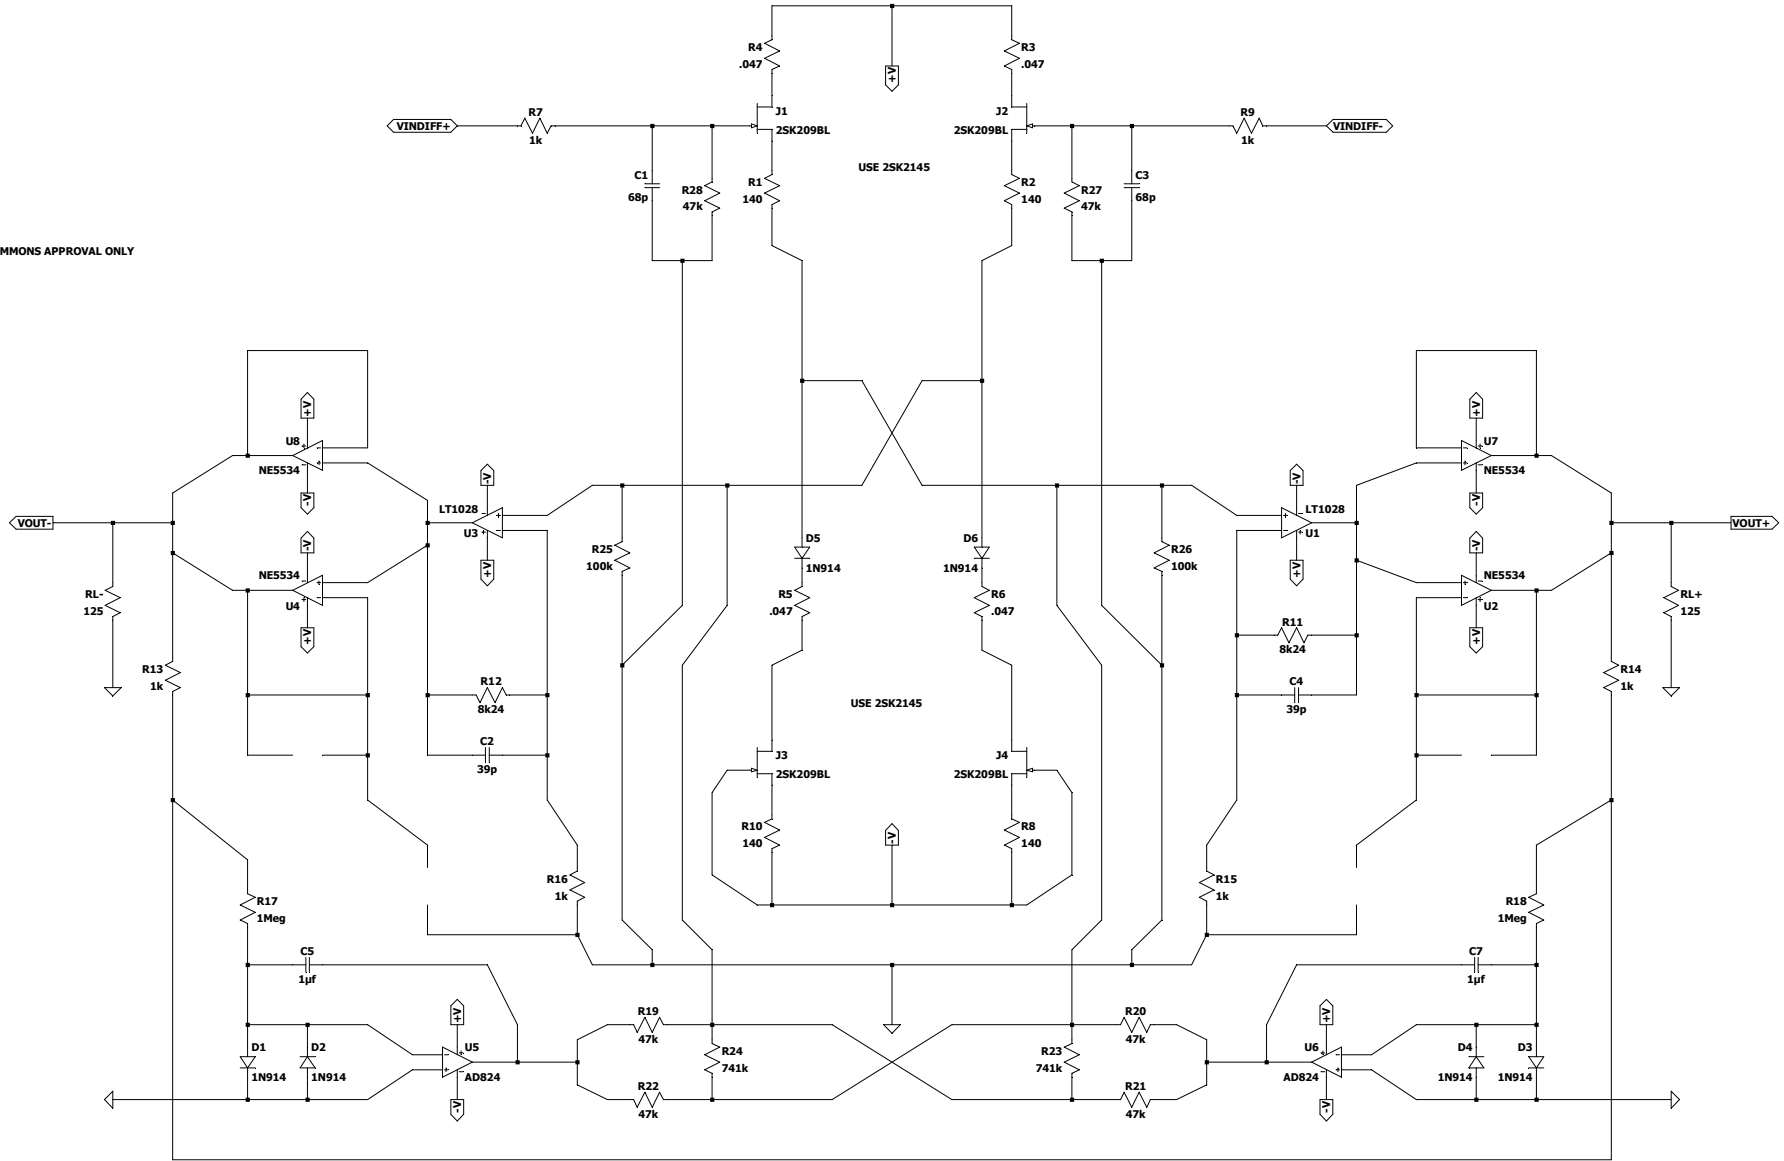 R4
.047
R3
.047
+V
VINDIFF+
R7
1k
J1
2SK209BL
J2
2SK209BL
R9
1k
VINDIFF-
USE 2SK2145
C1
68p
R28
47k
R1
140
R2
140
R27
47k
C3
68p
MMONS APPROVAL ONLY
+V
U8
NE5534
-V
+V
U7
NE5534
-V
VOUT-
-V
LT1028
U3
+V
-V
LT1028
U1
+V
VOUT+
-V
NE5534
U4
+V
-V
NE5534
U2
+V
R25
100k
D5
1N914
D6
1N914
R26
100k
RL-
125
R5
.047
R6
.047
RL+
125
R13
1k
R12
8k24
C2
39p
R11
8k24
C4
39p
R14
1k
USE 2SK2145
J3
2SK209BL
J4
2SK209BL
R10
140
-V
R8
140
R16
1k
R15
1k
R17
1Meg
R18
1Meg
C5
1µf
C7
1µf
D1
1N914
D2
1N914
+V
U5
AD824
-V
R19
47k
R24
741k
R22
47k
R20
47k
R23
741k
R21
47k
+V
U6
AD824
-V
D4
1N914
D3
1N914